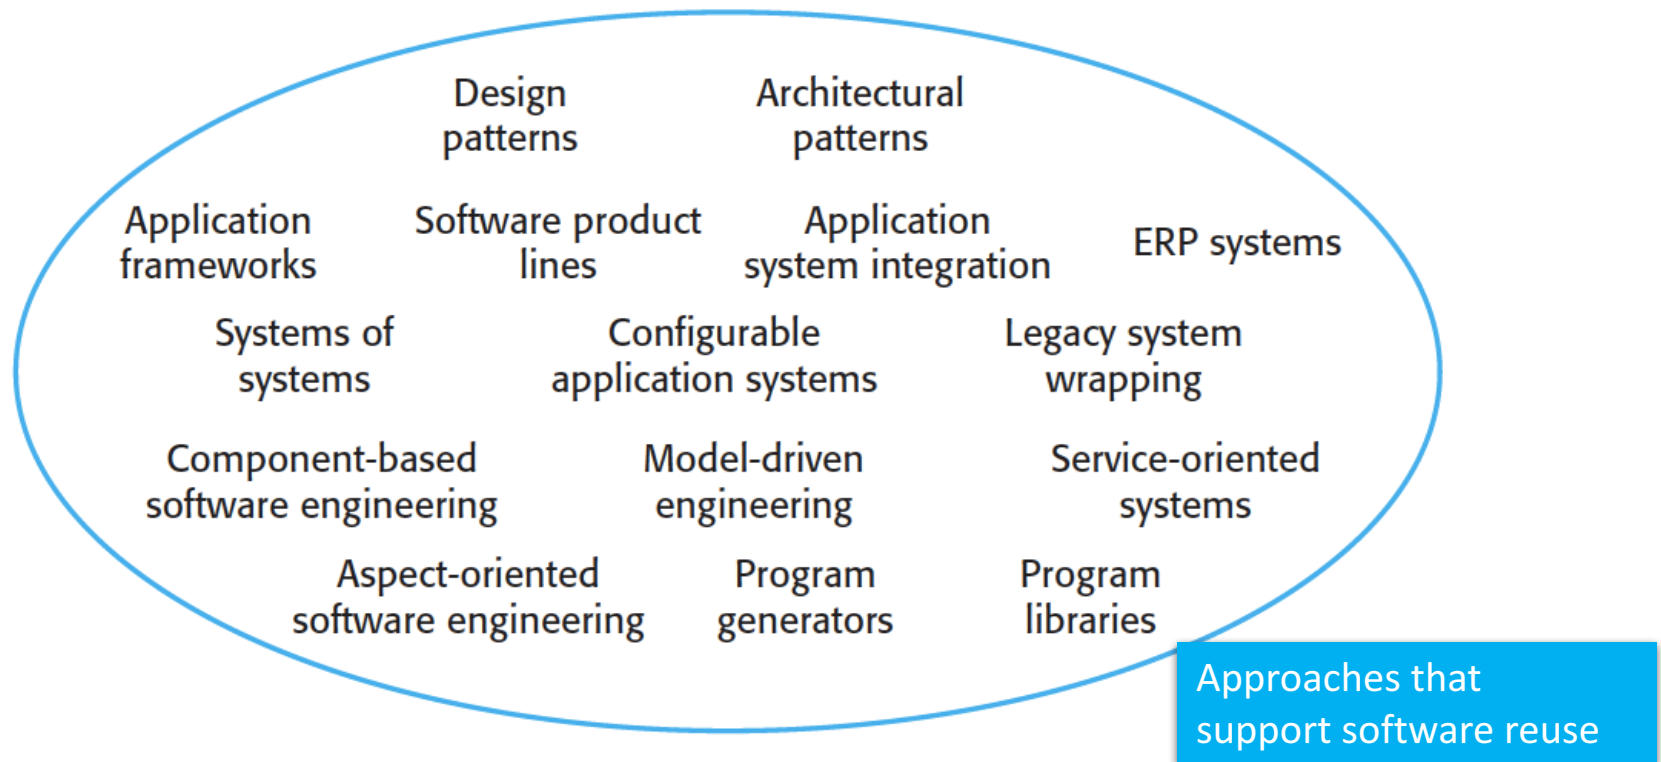 Design
patterns
Architectural
patterns
Application
frameworks
Software product
lines
Application
system integration
ERP systems
Systems of
systems
Configurable
application systems
Legacy system
wrapping
Component-based
software engineering
Model-driven
engineering
Service-oriented
systems
Aspect-oriented
software engineering
Program
generators
Program
libraries
Approaches that
support software reuse